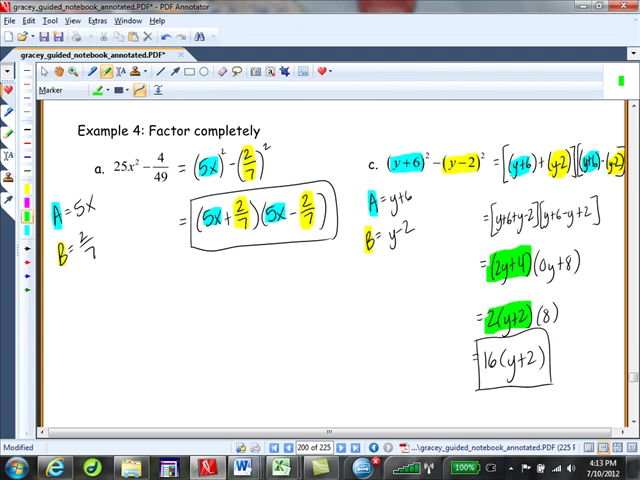 gracey_guided_notebook_annotated.PDF* - PDF Annotator
File Edit View Tools Window Help
gracey_guided_notebook_annotated.PDF*
Marker
Example 4: Factor completely
a. 25x² − 4/49 = (5x)² − (2/7)²
A = 5x
= (5x + 2/7)(5x − 2/7)
B = 2/7
c. (y+6)² − (y−2)² = [(y+6) + (y-2)][(y+6) - (y-2)
A = y+6
B = y-2
= [y+6+y-2][y+6-y+2]
= (2y+4)(0y+8)
= 2(y+2)(8)
= 16(y+2)
200 of 225
Modified
gracey_guided_notebook_annotated.PDF (225 P
100%
4:13 PM
7/10/2012